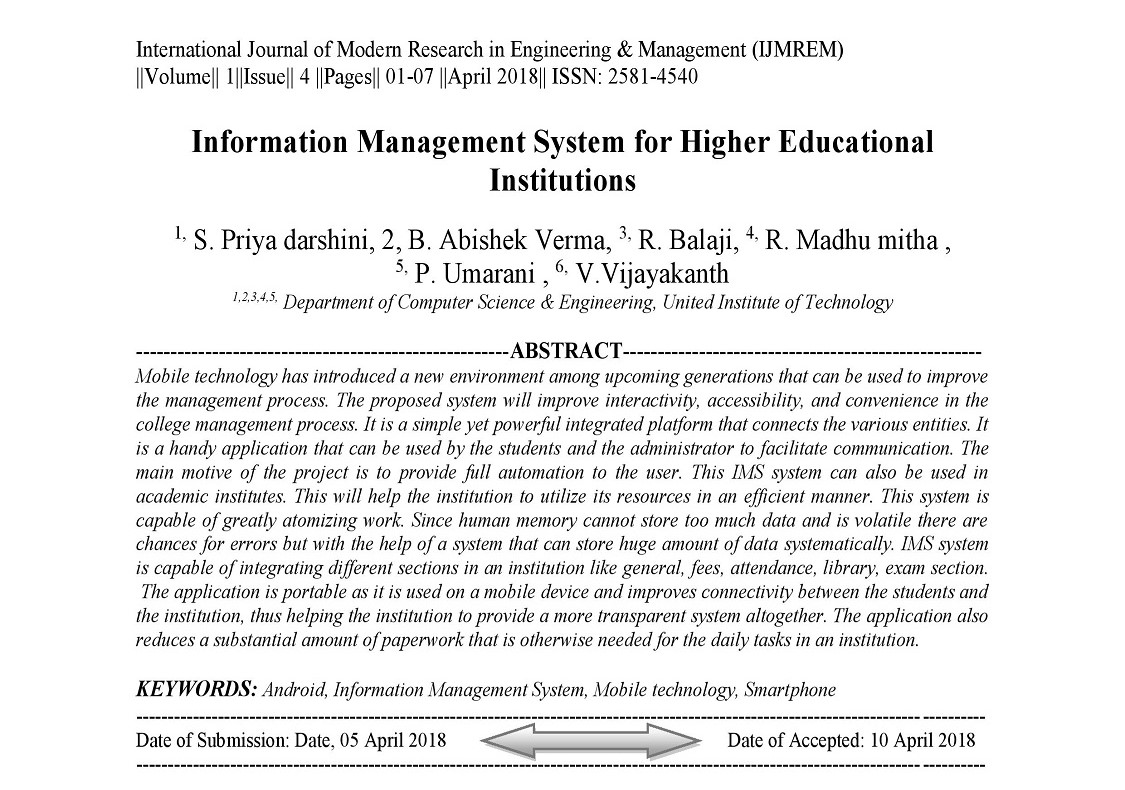 International Journal of Modern Research in Engineering & Management (IJMREM)
||Volume|| 1||Issue|| 4 ||Pages|| 01-07 ||April 2018|| ISSN: 2581-4540
Information Management System for Higher Educational
Institutions
1, S. Priya darshini, 2, B. Abishek Verma, 3, R. Balaji, 4, R. Madhu mitha ,
5, P. Umarani , 6, V.Vijayakanth
1,2,3,4,5, Department of Computer Science & Engineering, United Institute of Technology
------------------------------------------------------ABSTRACT----------------------------------------------------
Mobile technology has introduced a new environment among upcoming generations that can be used to improve
the management process. The proposed system will improve interactivity, accessibility, and convenience in the
college management process. It is a simple yet powerful integrated platform that connects the various entities. It
is a handy application that can be used by the students and the administrator to facilitate communication. The
main motive of the project is to provide full automation to the user. This IMS system can also be used in
academic institutes. This will help the institution to utilize its resources in an efficient manner. This system is
capable of greatly atomizing work. Since human memory cannot store too much data and is volatile there are
chances for errors but with the help of a system that can store huge amount of data systematically. IMS system
is capable of integrating different sections in an institution like general, fees, attendance, library, exam section.
The application is portable as it is used on a mobile device and improves connectivity between the students and
the institution, thus helping the institution to provide a more transparent system altogether. The application also
reduces a substantial amount of paperwork that is otherwise needed for the daily tasks in an institution.
KEYWORDS: Android, Information Management System, Mobile technology, Smartphone
Date of Submission: Date, 05 April 2018 Date of Accepted: 10 April 2018